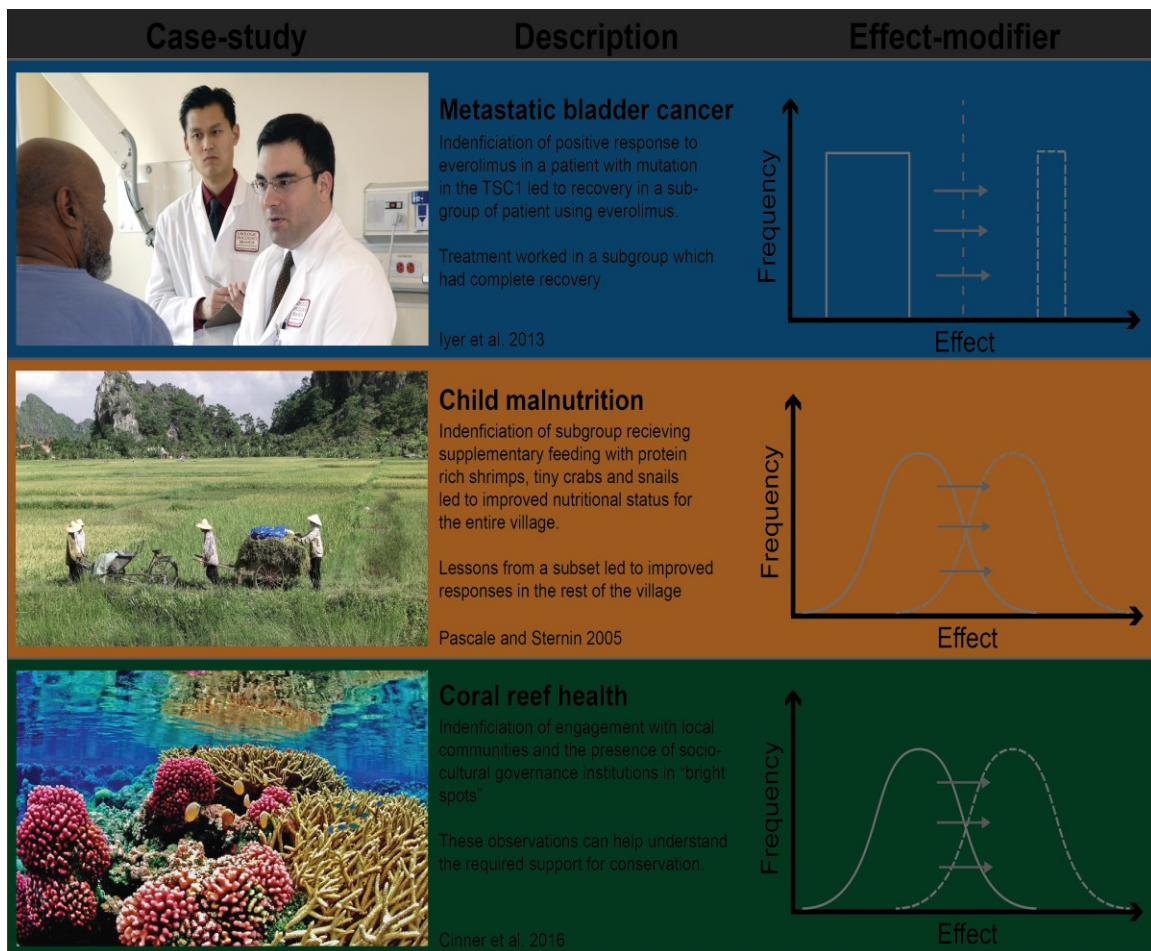 Case-study
Description
Effect-modifier
Metastatic bladder cancer
Indenficiation of positive response to
everolimus in a patient with mutation
in the TSC1 led to recovery in a sub-
group of patient using everolimus.
Treatment worked in a subgroup which
had complete recovery
Iyer et al. 2013
Frequency
Effect
Child malnutrition
Indenficiation of subgroup recieving
supplementary feeding with protein
rich shrimps, tiny crabs and snails
led to improved nutritional status for
the entire village.
Lessons from a subset led to improved
responses in the rest of the village
Pascale and Sternin 2005
Frequency
Effect
Coral reef health
Indenficiation of engagement with local
communities and the presence of socio-
cultural governance institutions in “bright
spots”
These observations can help understand
the required support for conservation.
Cinner et al. 2016.
Frequency
Effect